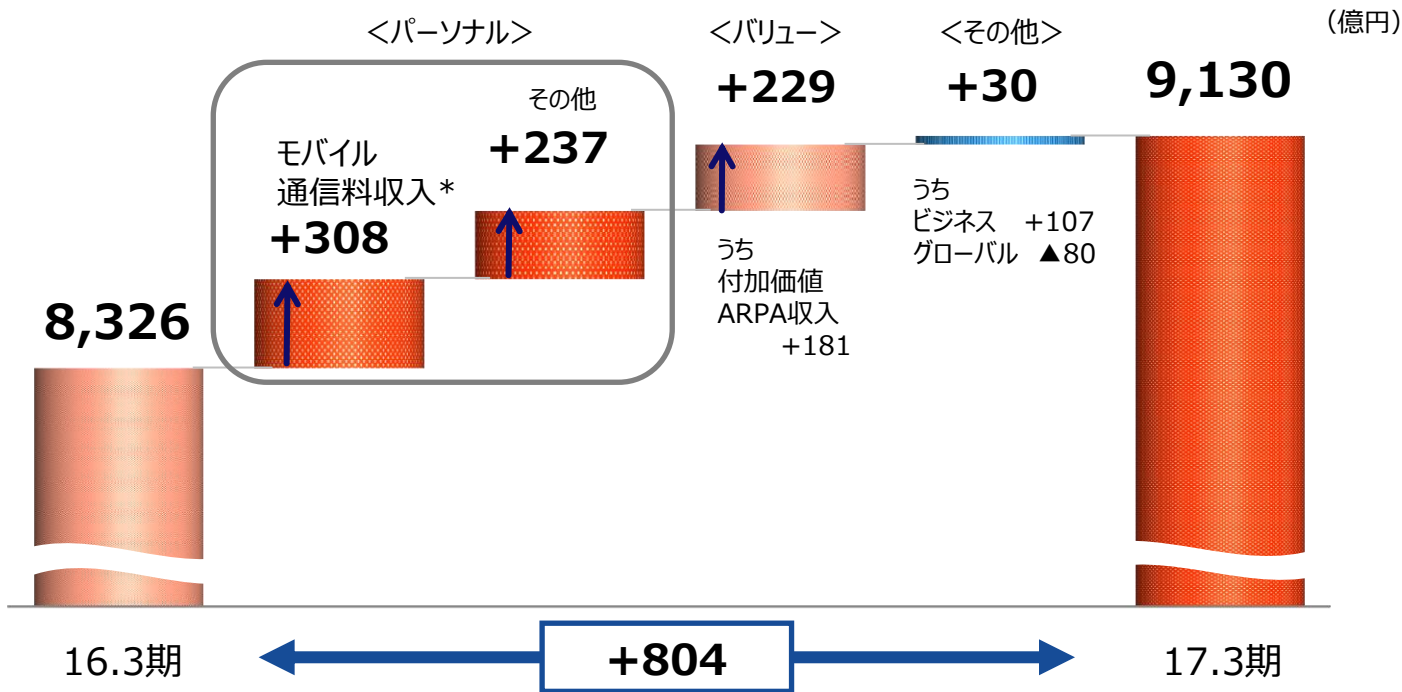 （億円）
＜パーソナル＞
＜バリュー＞
＜その他＞
モバイル
通信料収入*
+308
その他
+237
+229
+30
9,130
8,326
うち
付加価値
ARPA収入
+181
うち
ビジネス +107
グローバル ▲80
16.3期
+804
17.3期